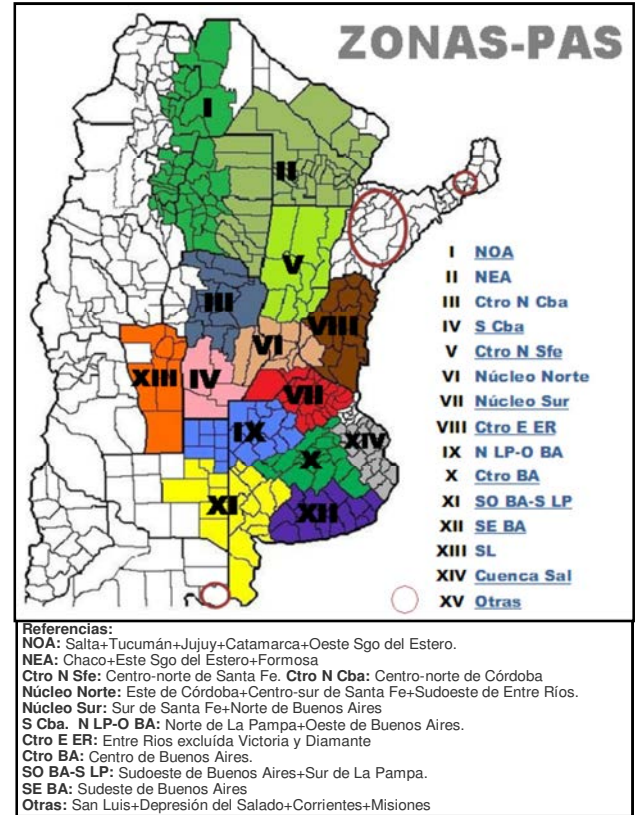 ZONAS-PAS
I
II
III
V
VI
VIII
XIII
IV
VII
IX
XIV
X
XI
XII
I NOA
II NEA
III Ctro N Cba
IV S Cba
V Ctro N Sfe
VI Núcleo Norte
VII Núcleo Sur
VIII Ctro E ER
IX N LP-O BA
X Ctro BA
XI SO BA-S LP
XII SE BA
XIII SL
XIV Cuenca Sal
XV Otras
Referencias:
NOA: Salta+Tucumán+Jujuy+Catamarca+Oeste Sgo del Estero.
NEA: Chaco+Este Sgo del Estero+Formosa
Ctro N Sfe: Centro-norte de Santa Fe. Ctro N Cba: Centro-norte de Córdoba
Núcleo Norte: Este de Córdoba+Centro-sur de Santa Fe+Sudoeste de Entre Ríos.
Núcleo Sur: Sur de Santa Fe+Norte de Buenos Aires
S Cba. N LP-O BA: Norte de La Pampa+Oeste de Buenos Aires.
Ctro E ER: Entre Rios excluída Victoria y Diamante
Ctro BA: Centro de Buenos Aires.
SO BA-S LP: Sudoeste de Buenos Aires+Sur de La Pampa.
SE BA: Sudeste de Buenos Aires
Otras: San Luis+Depresión del Salado+Corrientes+Misiones